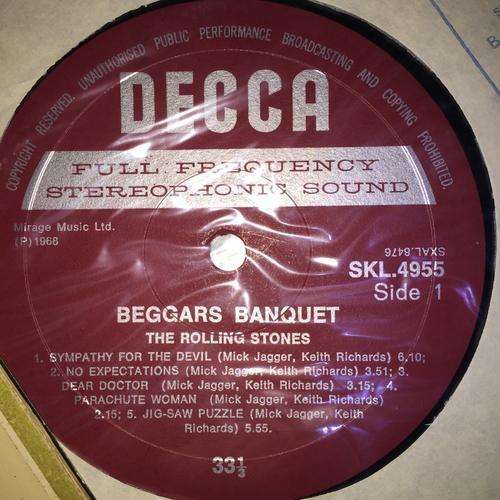 COPYRIGHT RESERVED. UNAUTHORISED PUBLIC PERFORMANCE BROADCASTING AND COPYING PROHIBITED
DECCA
FULL FREQUENCY
STEREOPHONIC SOUND
Mirage Music Ltd.
(P)1968
SXAL.8476
SKL.4955
Side 1
BEGGARS BANQUET
THE ROLLING STONES
1. SYMPATHY FOR THE DEVIL (Mick Jagger, Keith Richards) 6.10;
2. NO EXPECTATIONS (Mick Jagger, Keith Richards) 3.51; 3.
DEAR DOCTOR (Mick Jagger, Keith Richards) 3.15; 4.
PARACHUTE WOMAN (Mick Jagger, Keith Richards)
2.15; 5. JIG-SAW PUZZLE (Mick Jagger, Keith
Richards) 5.55.
33⅓